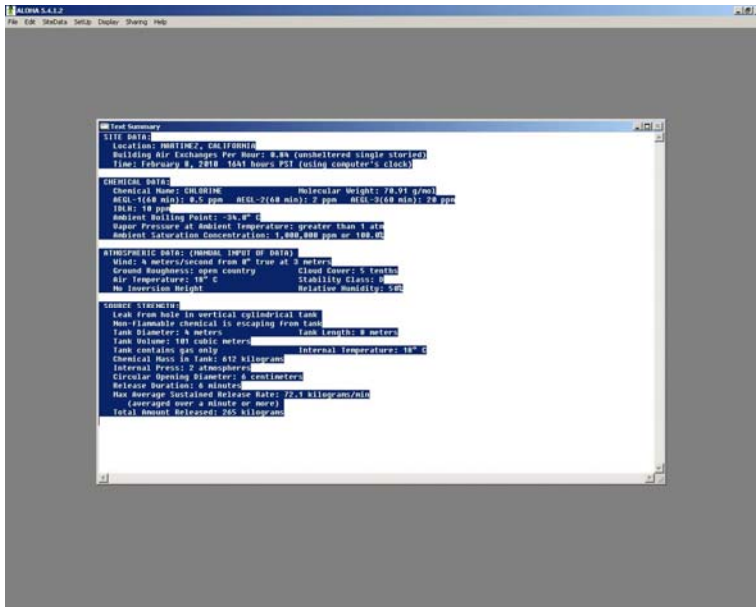 ALOHA 5.4.1.2
File Edit SiteData SetUp Display Sharing Help
Text Summary
SITE DATA:
Location: MARTINEZ, CALIFORNIA
Building Air Exchanges Per Hour: 0.84 (unsheltered single storied)
Time: February 8, 2010 1641 hours PST (using computer's clock)
CHEMICAL DATA:
Chemical Name: CHLORINE Molecular Weight: 70.91 g/mol
AEGL-1(60 min): 0.5 ppm AEGL-2(60 min): 2 ppm AEGL-3(60 min): 20 ppm
IDLH: 10 ppm
Ambient Boiling Point: -34.0° C
Vapor Pressure at Ambient Temperature: greater than 1 atm
Ambient Saturation Concentration: 1,000,000 ppm or 100.0%
ATMOSPHERIC DATA: (MANUAL INPUT OF DATA)
Wind: 4 meters/second from 0° true at 3 meters
Ground Roughness: open country Cloud Cover: 5 tenths
Air Temperature: 18° C Stability Class: D
No Inversion Height Relative Humidity: 50%
SOURCE STRENGTH:
Leak from hole in vertical cylindrical tank
Non-flammable chemical is escaping from tank
Tank Diameter: 4 meters Tank Length: 8 meters
Tank Volume: 101 cubic meters
Tank contains gas only Internal Temperature: 18° C
Chemical Mass in Tank: 612 kilograms
Internal Press: 2 atmospheres
Circular Opening Diameter: 6 centimeters
Release Duration: 6 minutes
Max Average Sustained Release Rate: 72.1 kilograms/min
(averaged over a minute or more)
Total Amount Released: 265 kilograms